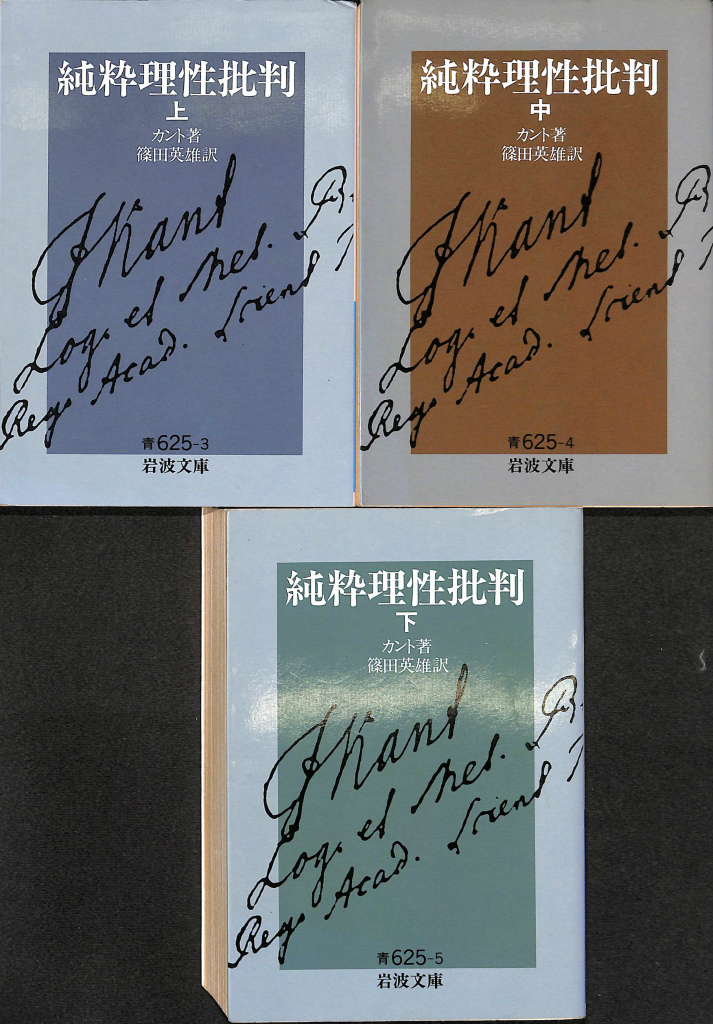 純粋理性批判
上
カント著
篠田英雄訳
I Kant
Log. et Met.
Reg. Acad. Scient
青625-3
岩波文庫
純粋理性批判
中
カント著
篠田英雄訳
I Kant
Log. et Met.
Reg. Acad. Scient
青625-4
岩波文庫
純粋理性批判
下
カント著
篠田英雄訳
I Kant
Log. et Met.
Reg. Acad. Scient
青625-5
岩波文庫